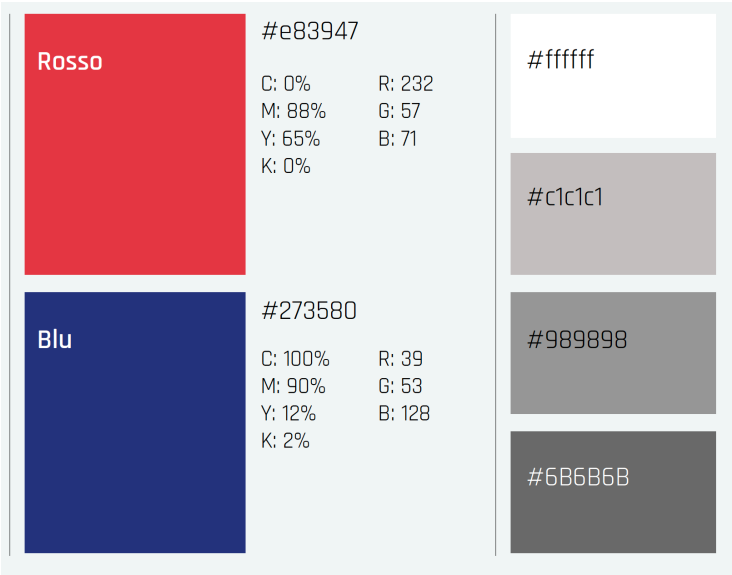 Rosso
#e83947
C: 0%
M: 88%
Y: 65%
K: 0%
R: 232
G: 57
B: 71
Blu
#273580
C: 100%
M: 90%
Y: 12%
K: 2%
R: 39
G: 53
B: 128
#ffffff
#c1c1c1
#989898
#6B6B6B